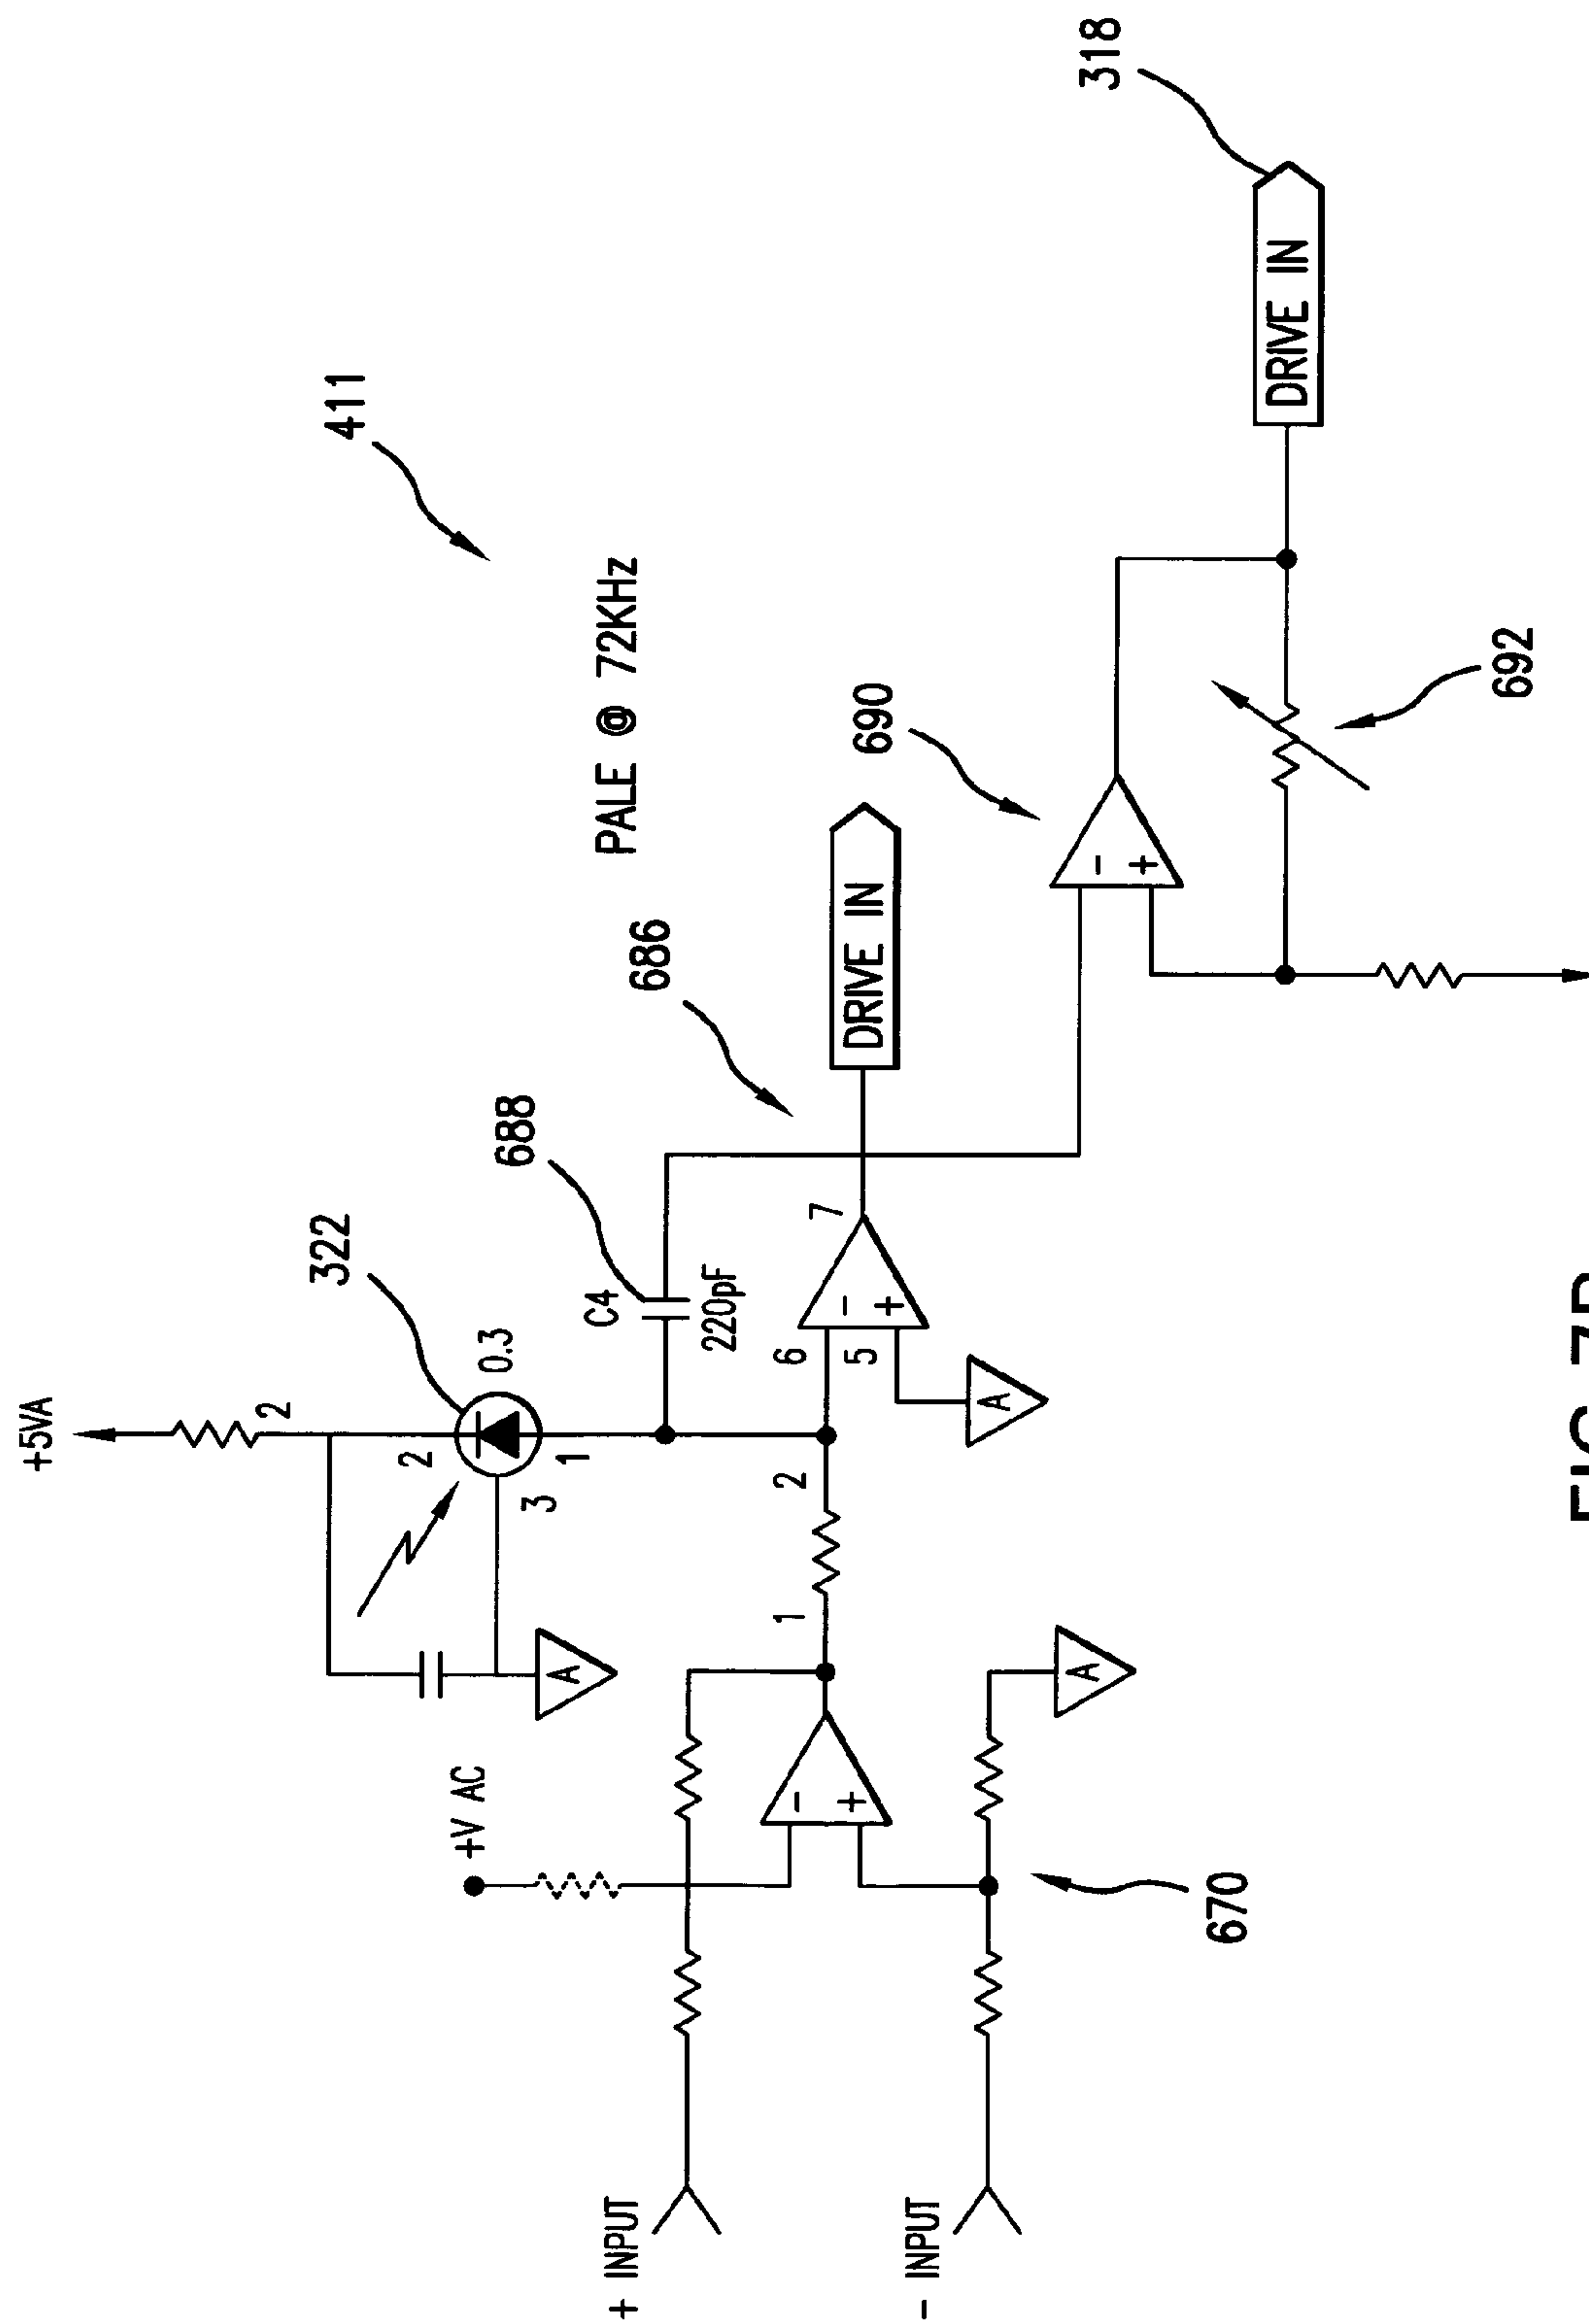 +5VA
2
322
411
2
+V AC
0.3
3
688
A
1
C4
PALE @ 72KHz
+ INPUT
686
220pF
1
2
6
- 
-
7
+
5
+
DRIVE IN
690
- INPUT
A
A
-
318
+
670
DRIVE IN
692
FIG.